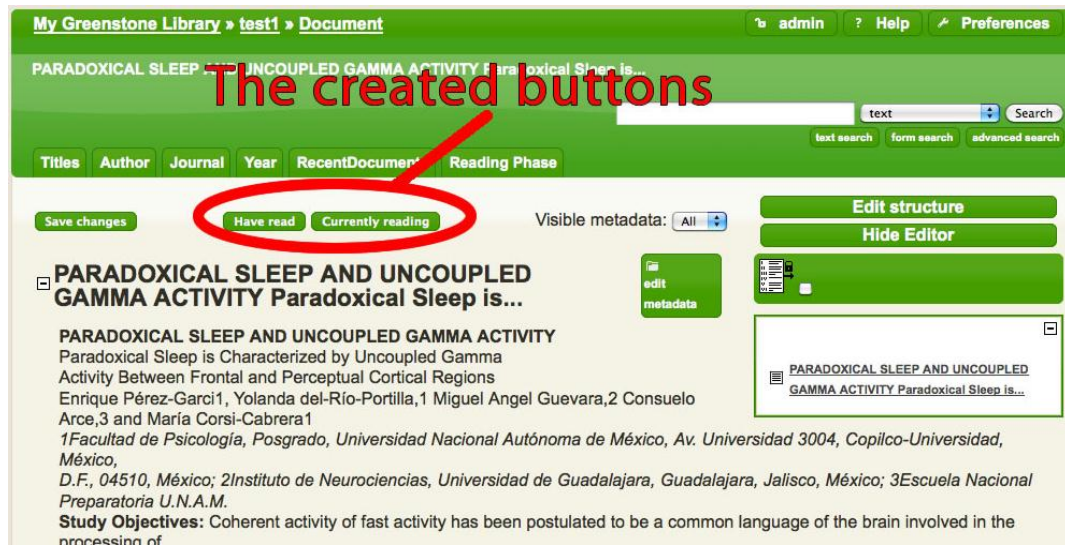 My Greenstone Library » test1 » Document
admin ? Help Preferences
PARADOXICAL SLEEP AND UNCOUPLED GAMMA ACTIVITY Paradoxical Sleep is...
The created buttons
text Search
text search form search advanced search
Titles Author Journal Year RecentDocument Reading Phase
Save changes Have read Currently reading Visible metadata: All
Edit structure
Hide Editor
PARADOXICAL SLEEP AND UNCOUPLED
GAMMA ACTIVITY Paradoxical Sleep is...
edit
metadata
PARADOXICAL SLEEP AND UNCOUPLED
GAMMA ACTIVITY Paradoxical Sleep is...
PARADOXICAL SLEEP AND UNCOUPLED GAMMA ACTIVITY
Paradoxical Sleep is Characterized by Uncoupled Gamma
Activity Between Frontal and Perceptual Cortical Regions
Enrique Pérez-Garci1, Yolanda del-Río-Portilla,1 Miguel Angel Guevara,2 Consuelo
Arce,3 and María Corsi-Cabrera1
1Facultad de Psicología, Posgrado, Universidad Nacional Autónoma de México, Av. Universidad 3004, Copilco-Universidad,
México,
D.F., 04510, México; 2Instituto de Neurociencias, Universidad de Guadalajara, Guadalajara, Jalisco, México; 3Escuela Nacional
Preparatoria U.N.A.M.
Study Objectives: Coherent activity of fast activity has been postulated to be a common language of the brain involved in the
processing of